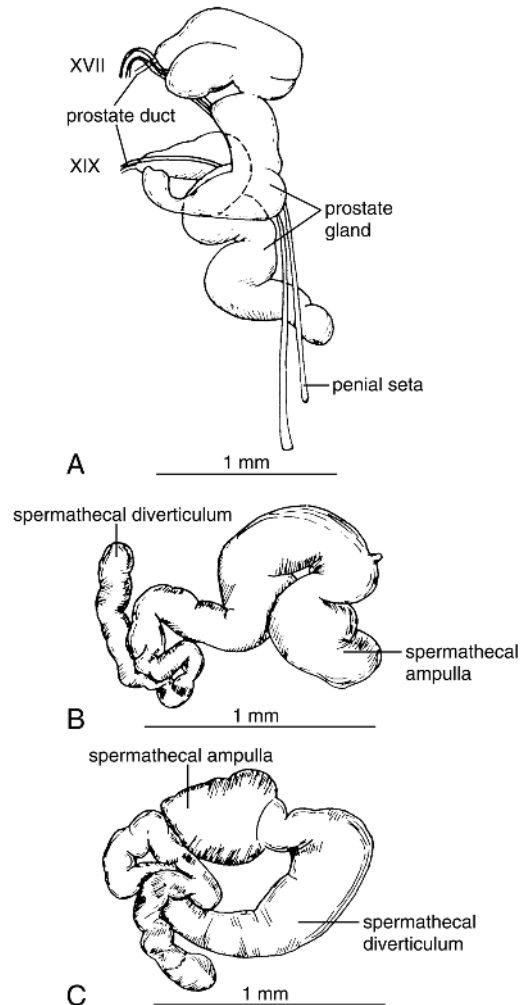 XVII
prostate duct
XIX
prostate
gland
penial seta
A
1 mm
spermathecal diverticulum
spermathecal
ampulla
B
1 mm
spermathecal ampulla
spermathecal
diverticulum
C
1 mm